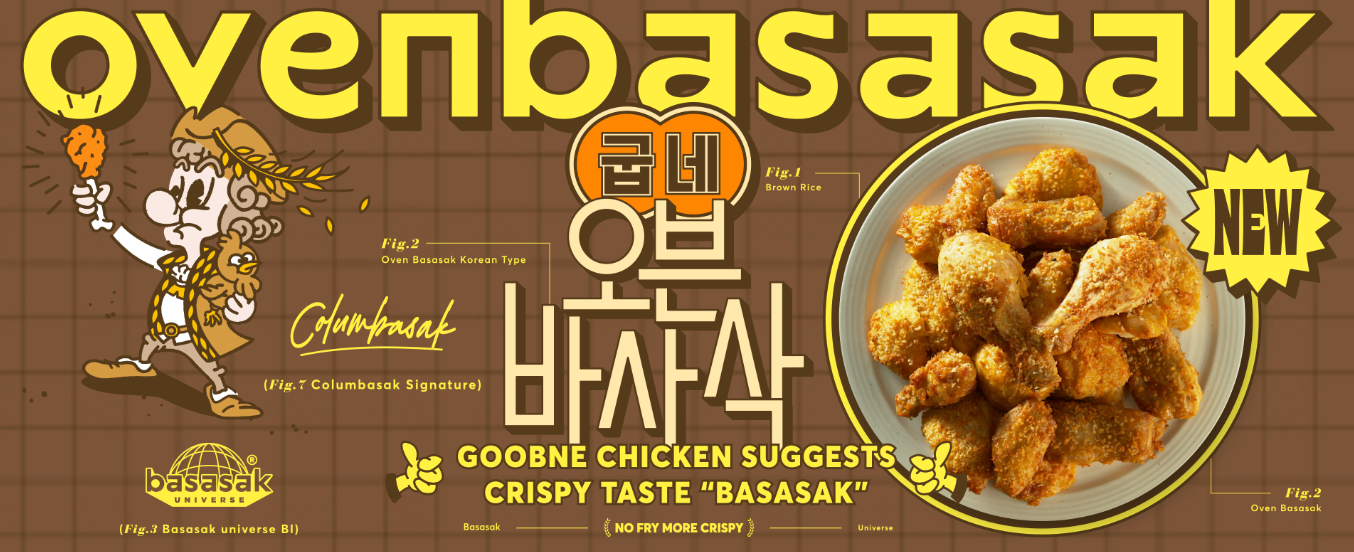 ovenbasasak
굽네
Fig.1
Brown Rice
NEW
오븐
바사삭
Fig.2
Oven Basasak Korean Type
Columbasak
(Fig.7 Columbasak Signature)
basasak®
UNIVERSE
(Fig.3 Basasak universe BI)
GOOBNE CHICKEN SUGGESTS
CRISPY TASTE “BASASAK”
Basasak
(NO FRY MORE CRISPY)
Universe
Fig.2
Oven Basasak